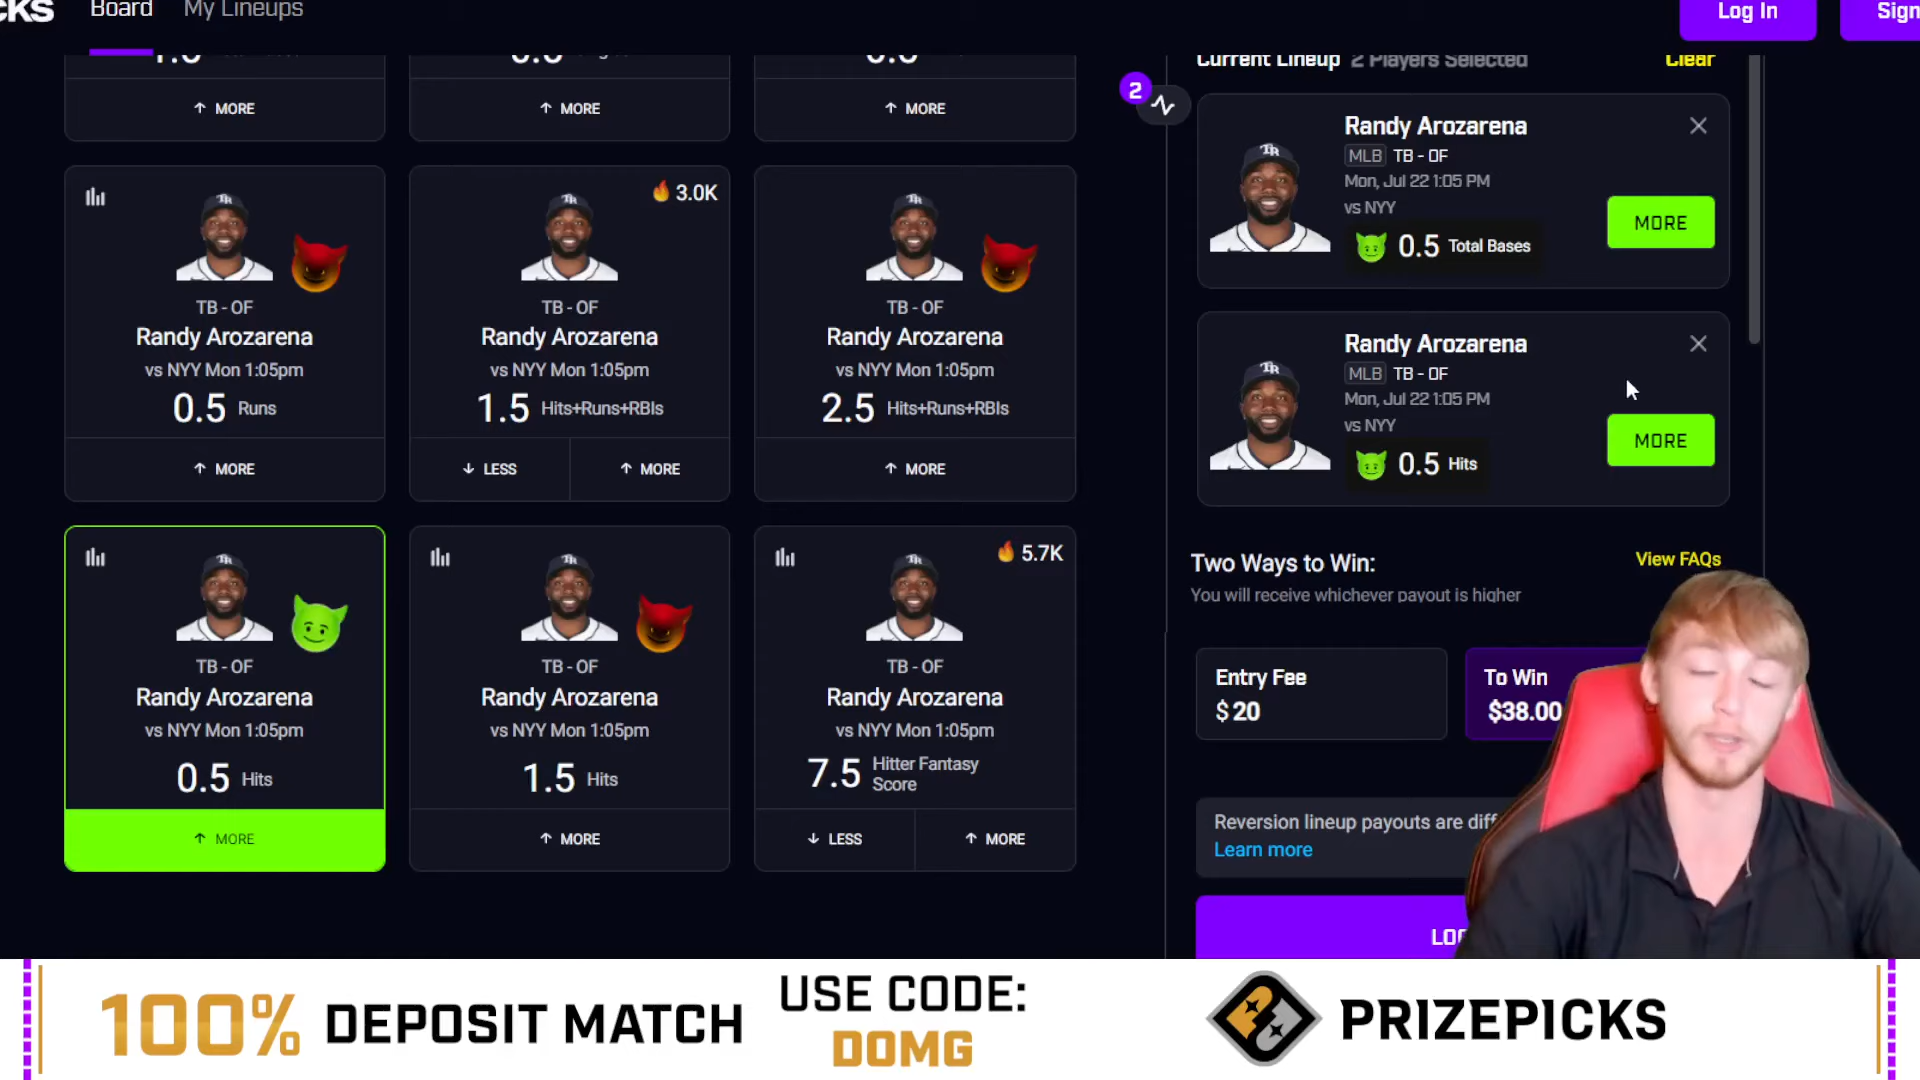 CKS
Board
My Lineups
Log In
Sign
Current Lineup 2 Players Selected
Clear
2
↑ MORE
↑ MORE
↑ MORE
TB - OF
Randy Arozarena
vs NYY Mon 1:05pm
0.5 Runs
↑ MORE
3.0K
TB - OF
Randy Arozarena
vs NYY Mon 1:05pm
1.5 Hits+Runs+RBIs
↓ LESS
↑ MORE
TB - OF
Randy Arozarena
vs NYY Mon 1:05pm
2.5 Hits+Runs+RBIs
↑ MORE
TB - OF
Randy Arozarena
vs NYY Mon 1:05pm
0.5 Hits
↑ MORE
TB - OF
Randy Arozarena
vs NYY Mon 1:05pm
1.5 Hits
↑ MORE
5.7K
TB - OF
Randy Arozarena
vs NYY Mon 1:05pm
7.5 Hitter Fantasy
Score
↓ LESS
↑ MORE
Randy Arozarena
MLB TB - OF
Mon, Jul 22 1:05 PM
vs NYY
0.5 Total Bases
MORE
Randy Arozarena
MLB TB - OF
Mon, Jul 22 1:05 PM
vs NYY
0.5 Hits
MORE
Two Ways to Win:
View FAQs
You will receive whichever payout is higher
Entry Fee
$ 20
To Win
$38.00
Reversion lineup payouts are diff
Learn more
LOG
100% DEPOSIT MATCH
USE CODE:
DOMG
PRIZEPICKS